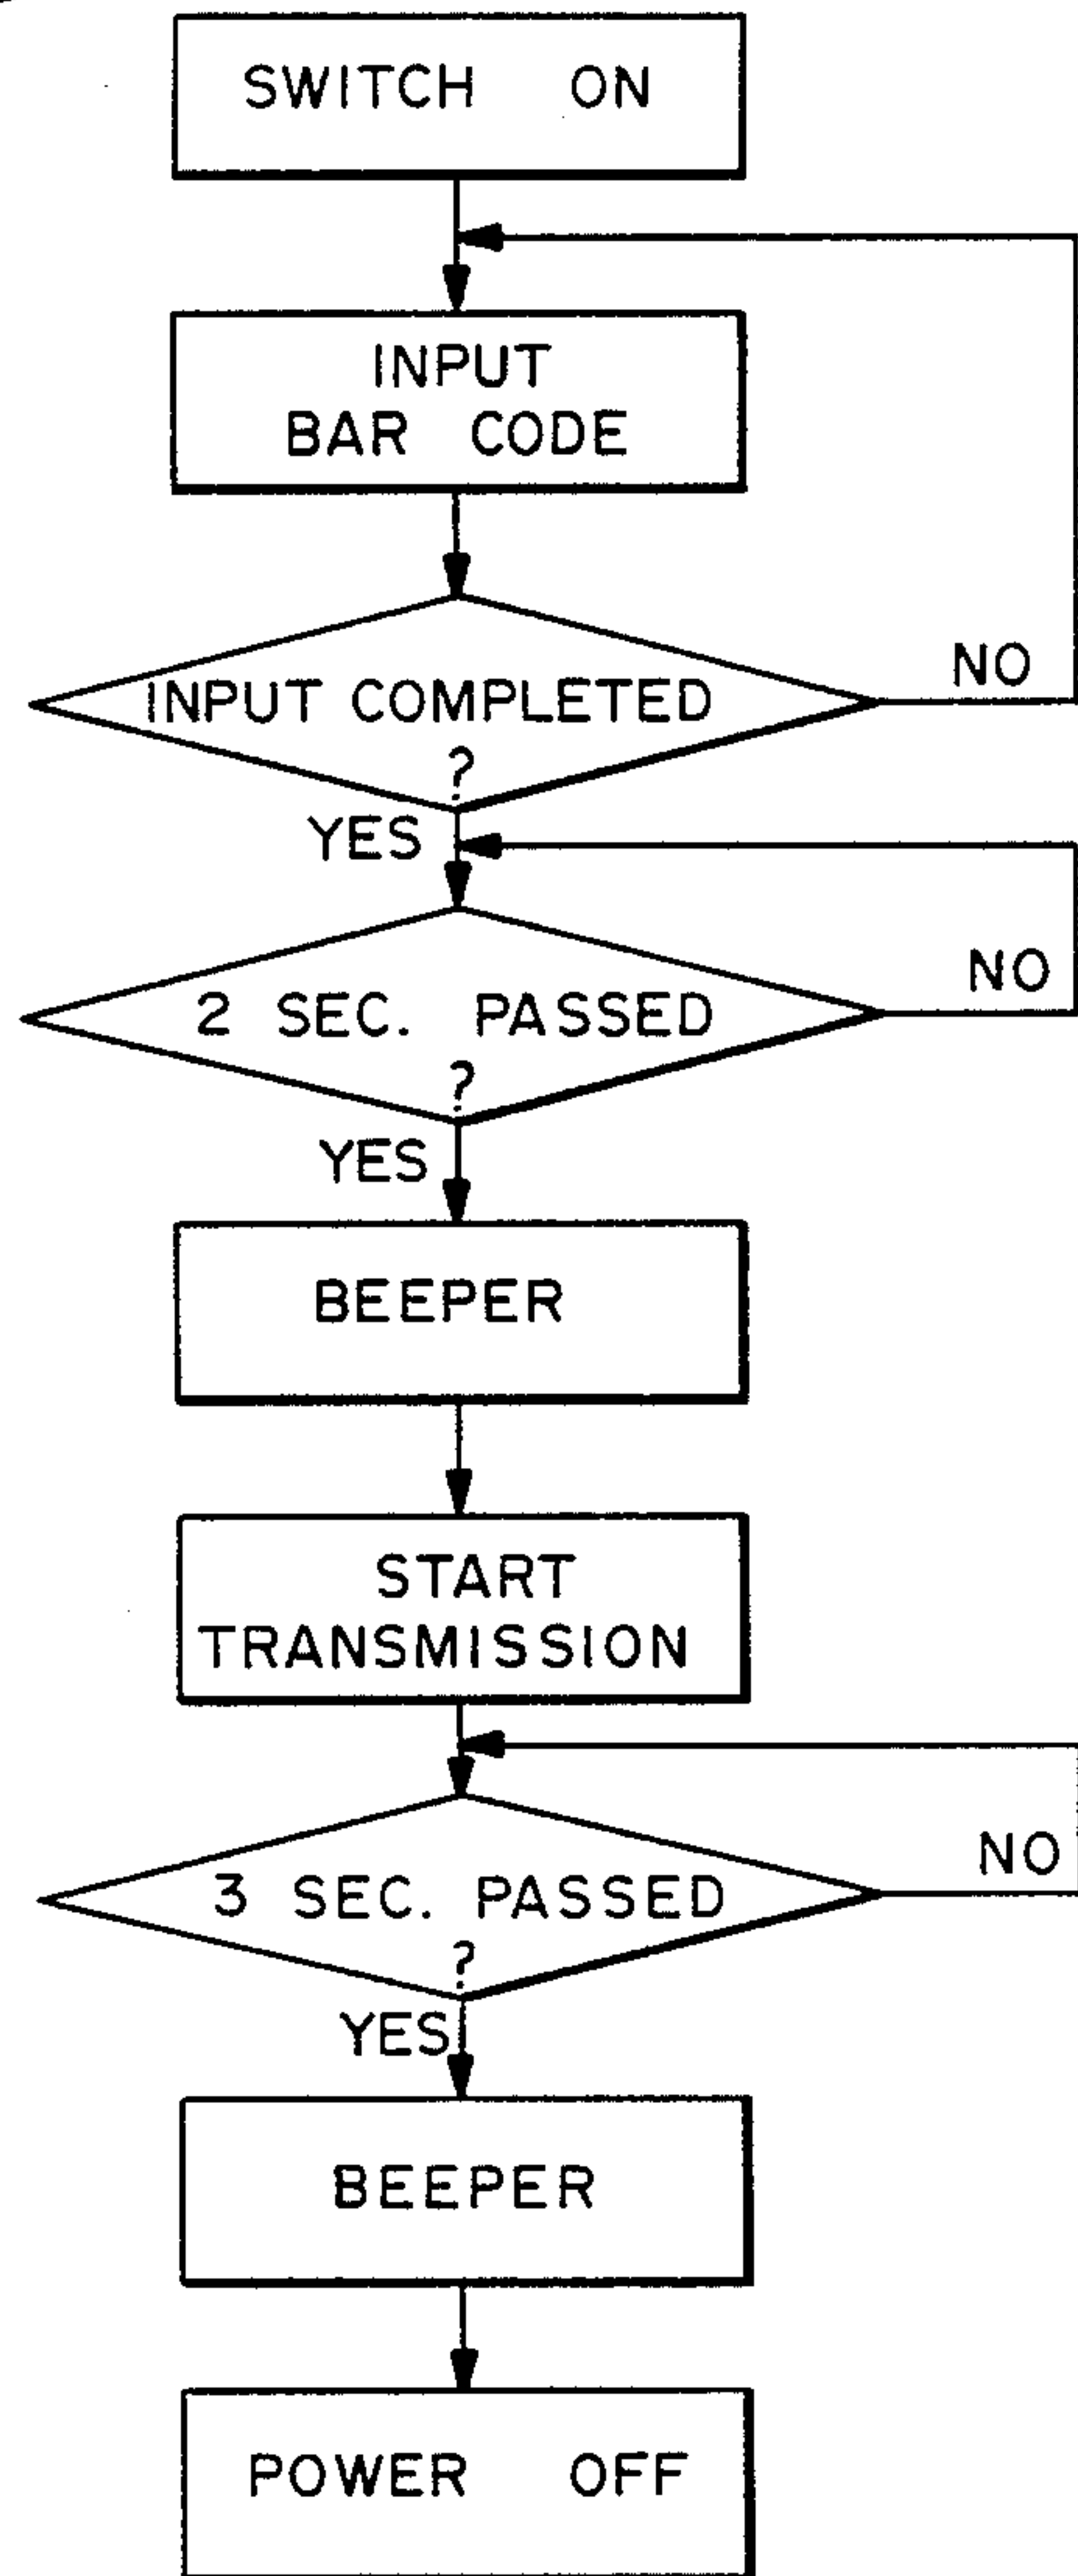 SWITCH ON
INPUT
BAR CODE
INPUT COMPLETED
?
NO
YES
2 SEC. PASSED
?
NO
YES
BEEPER
START
TRANSMISSION
3 SEC. PASSED
?
NO
YES
BEEPER
POWER OFF